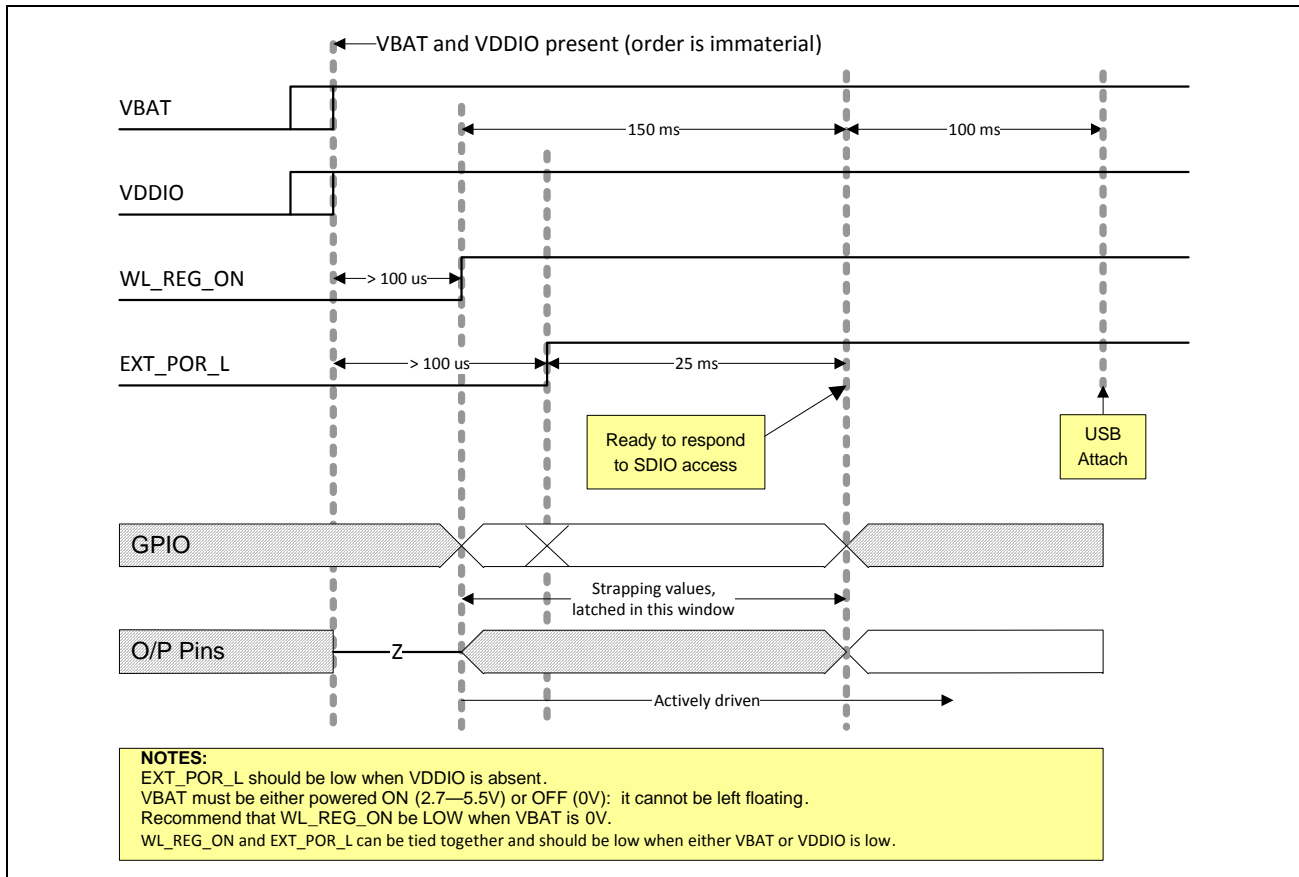 VBAT and VDDIO present (order is immaterial)
VBAT
150 ms
100 ms
VDDIO
WL_REG_ON
> 100 us
EXT_POR_L
> 100 us
25 ms
Ready to respond
to SDIO access
USB
Attach
GPIO
Strapping values,
latched in this window
O/P Pins
Z
Actively driven
NOTES:
EXT_POR_L should be low when VDDIO is absent.
VBAT must be either powered ON (2.7—5.5V) or OFF (0V): it cannot be left floating.
Recommend that WL_REG_ON be LOW when VBAT is 0V.
WL_REG_ON and EXT_POR_L can be tied together and should be low when either VBAT or VDDIO is low.